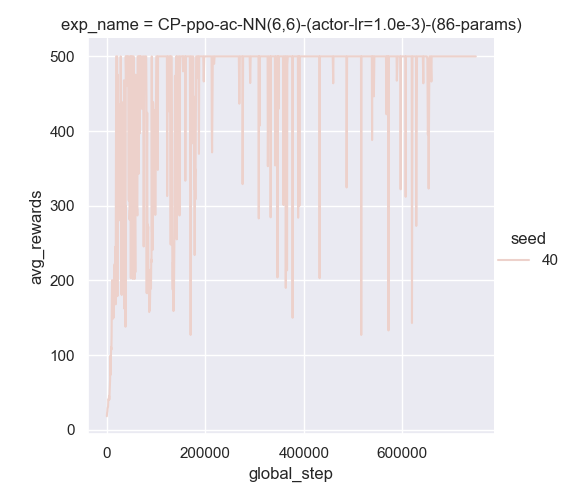 exp_name = CP-ppo-ac-NN(6,6)-(actor-lr=1.0e-3)-(86-params)
500
400
300
200
100
0
avg_rewards
0 200000 400000 600000
global_step
seed
40